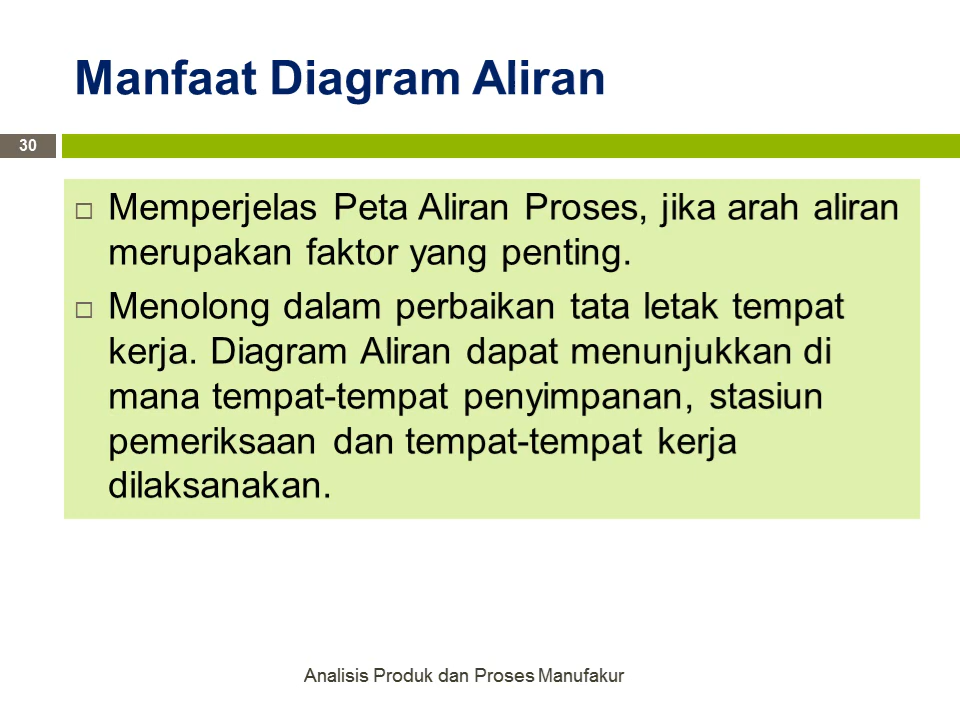 Manfaat Diagram Aliran
30
Memperjelas Peta Aliran Proses, jika arah aliran
merupakan faktor yang penting.
Menolong dalam perbaikan tata letak tempat
kerja. Diagram Aliran dapat menunjukkan di
mana tempat-tempat penyimpanan, stasiun
pemeriksaan dan tempat-tempat kerja
dilaksanakan.
Analisis Produk dan Proses Manufakur